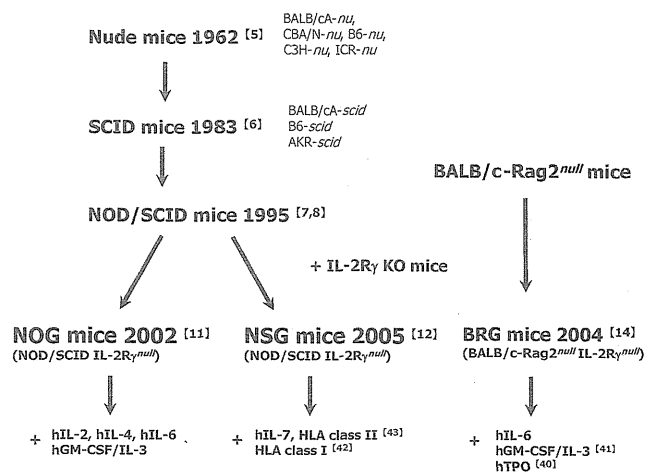 Nude mice 1962 [5]
BALB/cA-nu,
CBA/N-nu, B6-nu,
C3H-nu, ICR-nu
SCID mice 1983 [6]
BALB/cA-scid
B6-scid
AKR-scid
BALB/c-Rag2null mice
NOD/SCID mice 1995 [7,8]
+ IL-2Rγ KO mice
NOG mice 2002 [11]
(NOD/SCID IL-2Rγnull)
NSG mice 2005 [12]
(NOD/SCID IL-2Rγnull)
BRG mice 2004 [14]
(BALB/c-Rag2null IL-2Rγnull)
+ hIL-2, hIL-4, hIL-6
hGM-CSF/IL-3
+ hIL-7, HLA class II [43]
HLA class I [42]
+ hIL-6
hGM-CSF/IL-3 [41]
hTPO [40]